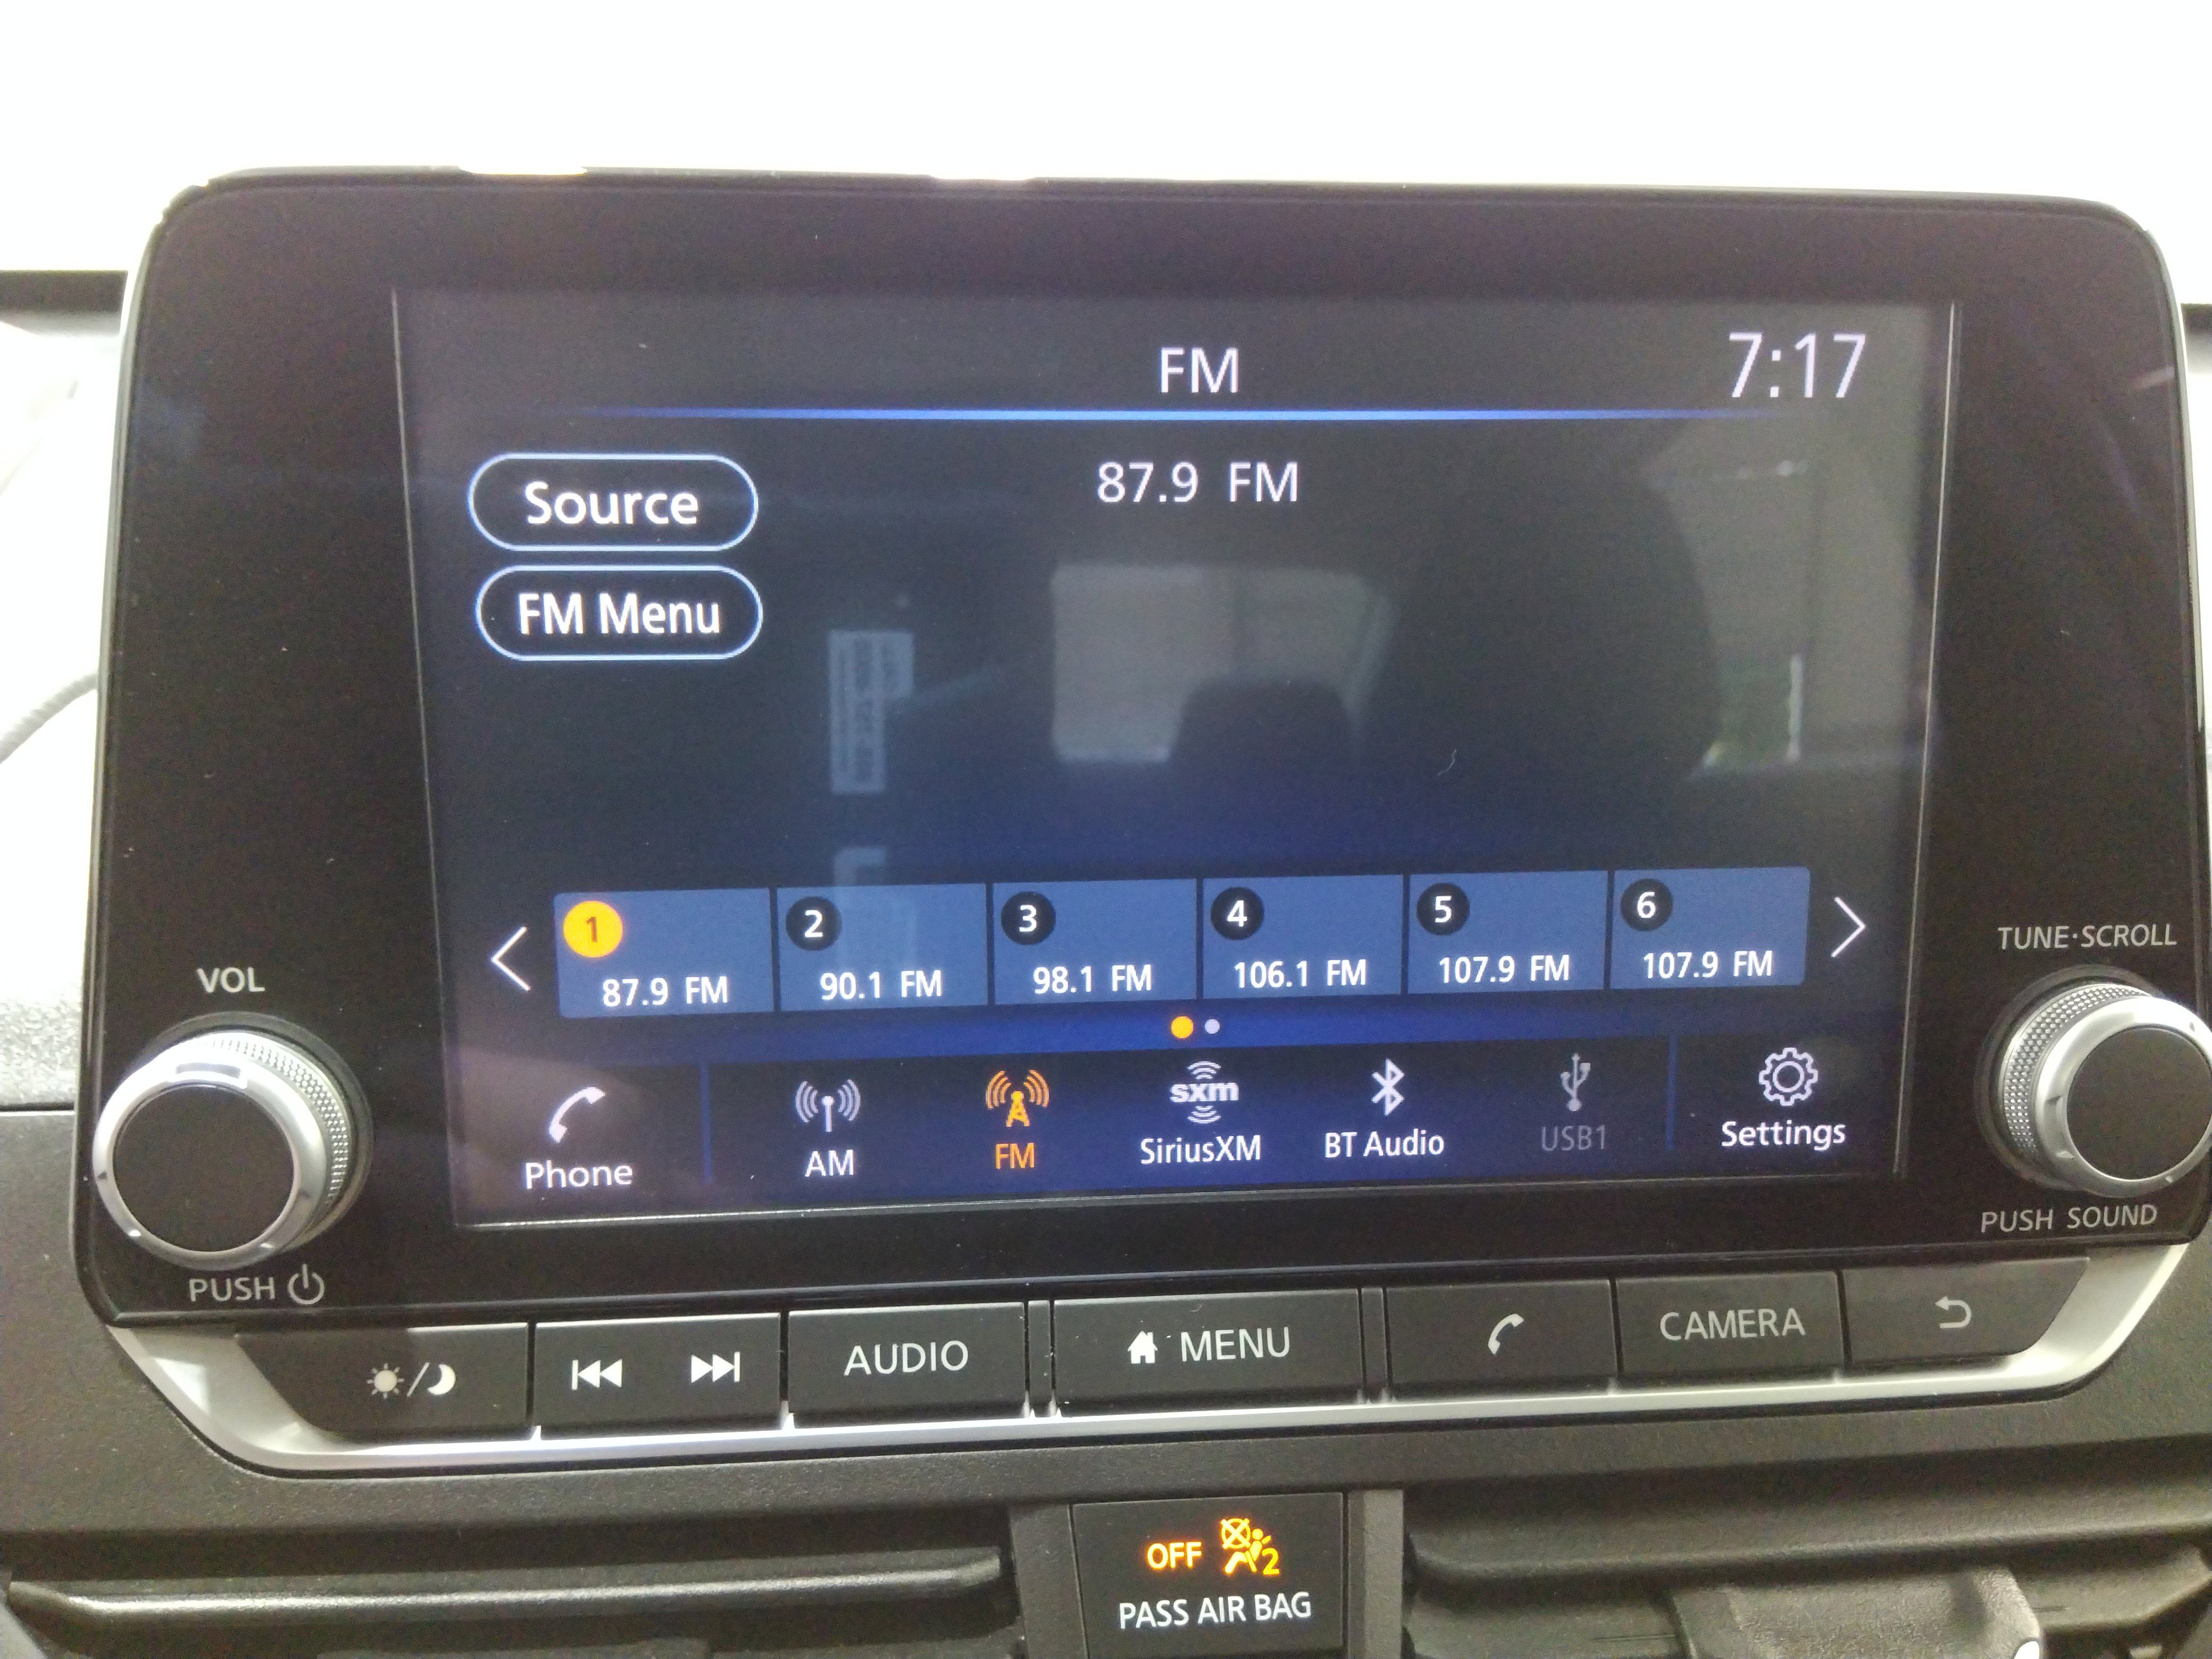 FM 7:17
Source 87.9 FM
FM Menu
1 2 3 4 5 6
87.9 FM 90.1 FM 98.1 FM 106.1 FM 107.9 FM 107.9 FM
sxm
Phone AM FM SiriusXM BT Audio USB1 Settings
VOL
PUSH
TUNE·SCROLL
PUSH SOUND
AUDIO MENU CAMERA
OFF 2
PASS AIR BAG